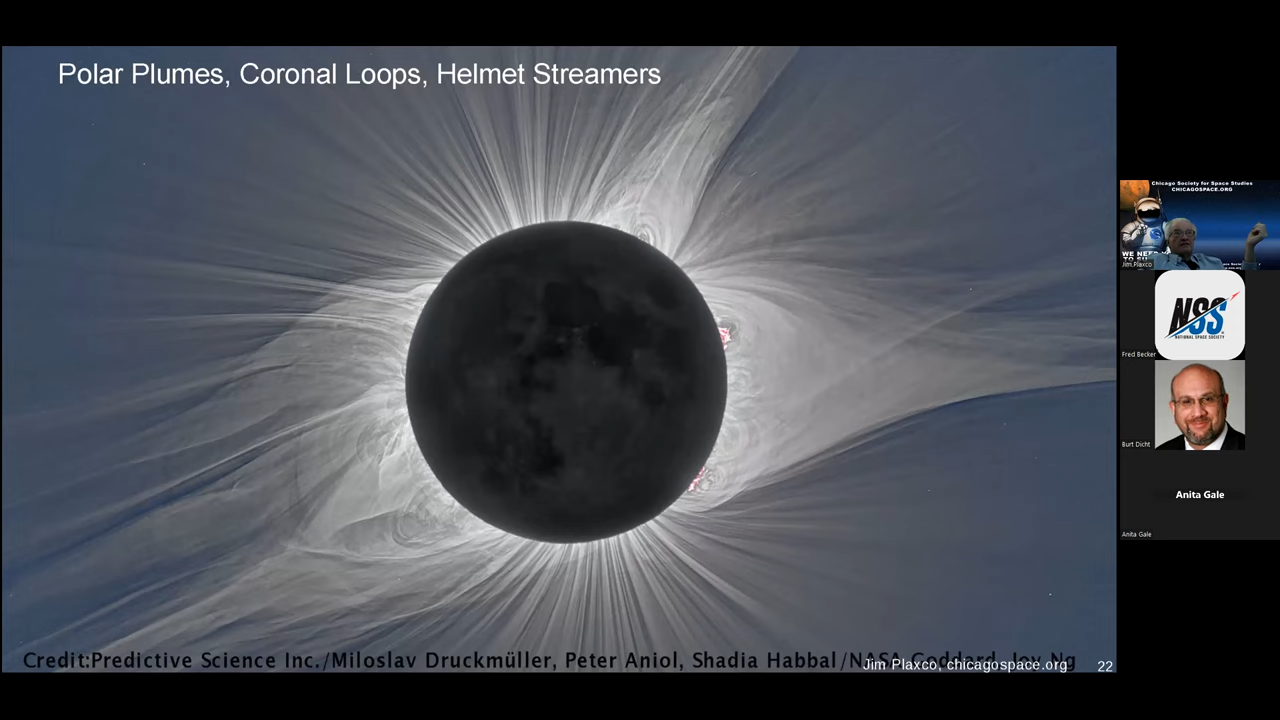 Polar Plumes, Coronal Loops, Helmet Streamers
Credit:Predictive Science Inc./Miloslav Druckmüller, Peter Aniol, Shadia Habbal/NASA Goddard, Joy Ng
Jim Plaxco, chicagospace.org
22
Chicago Society for Space Studies
CHICAGOSPACE.ORG
WE NEED
Jim Plaxco
NSS
NATIONAL SPACE SOCIETY
Fred Becker
Burt Dicht
Anita Gale
Anita Gale